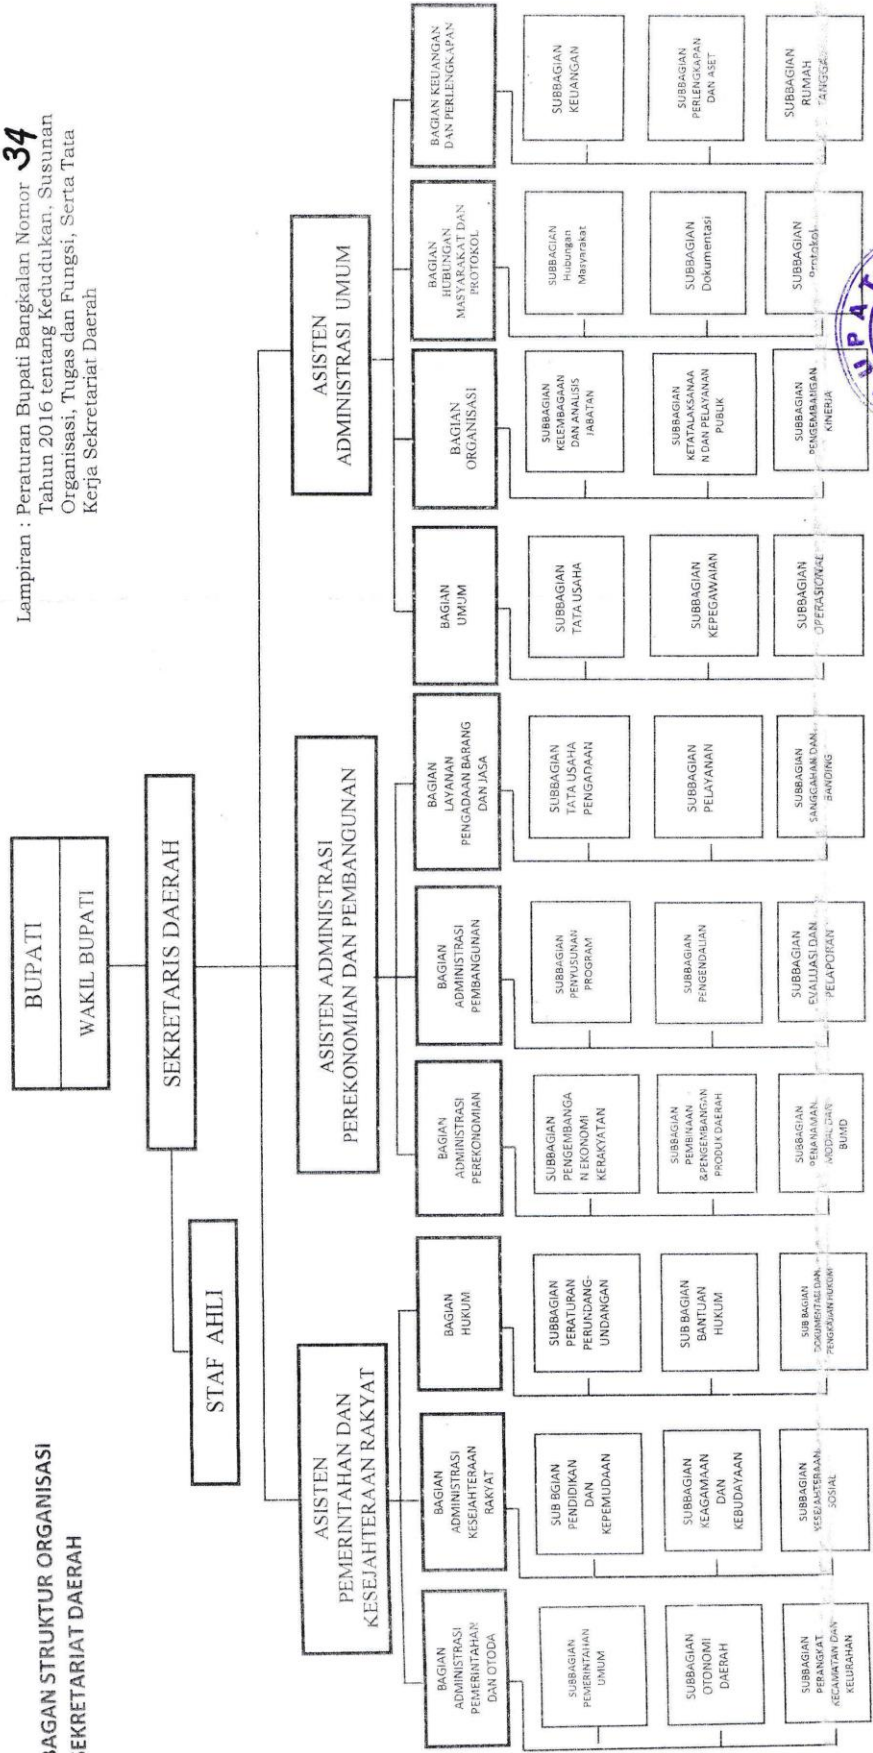 BAGAN STRUKTUR ORGANISASI
SEKRETARIAT DAERAH
Lampiran : Peraturan Bupati Bangkalan Nomor 34
Tahun 2016 tentang Kedudukan, Susunan
Organisasi, Tugas dan Fungsi, Serta Tata
Kerja Sekretariat Daerah
BUPATI
WAKIL BUPATI
SEKRETARIS DAERAH
STAF AHLI
ASISTEN
PEMERINTAHAN DAN
KESEJAHTERAAN RAKYAT
ASISTEN ADMINISTRASI
PEREKONOMIAN DAN PEMBANGUNAN
ASISTEN
ADMINISTRASI UMUM
BAGIAN
ADMINISTRASI
PEMERINTAHAN
DAN OTODA
SUBBAGIAN
PEMERINTAHAN
UMUM
SUBBAGIAN
OTONOMI
DAERAH
SUBBAGIAN
PERANGKAT
KECAMATAN DAN
KELURAHAN
BAGIAN
ADMINISTRASI
KESEJAHTERAAN
RAKYAT
SUB BGIAN
PENDIDIKAN
DAN
KEPEMUDAAN
SUBBAGIAN
KEAGAMAAN
DAN
KEBUDAYAAN
SUBBAGIAN
KESEJAHTERAAN
SOSIAL
BAGIAN
HUKUM
SUBBAGIAN
PERATURAN
PERUNDANG-
UNDANGAN
SUB BAGIAN
BANTUAN
HUKUM
SUB BAGIAN
DOKUMENTASI DAN
PENGKAJIAN HUKUM
BAGIAN
ADMINISTRASI
PEREKONOMIAN
SUBBAGIAN
PENGEMBANGA
N EKONOMI
KERAKYATAN
SUBBAGIAN
PEMBINAAN
&PENGEMBANGAN
PRODUK DAERAH
SUBBAGIAN
PENANAMAN
MODAL DAN
BUMD
BAGIAN
ADMINISTRASI
PEMBANGUNAN
SUBBAGIAN
PENYUSUNAN
PROGRAM
SUBBAGIAN
PENGENDALIAN
SUBBAGIAN
EVALUASI DAN
PELAPORAN
BAGIAN
LAYANAN
PENGADAAN BARANG
DAN JASA
SUBBAGIAN
TATA USAHA
PENGADAAN
SUBBAGIAN
PELAYANAN
SUBBAGIAN
SANGGAHAN DAN
BANDING
BAGIAN
UMUM
SUBBAGIAN
TATA USAHA
SUBBAGIAN
KEPEGAWAIAN
SUBBAGIAN
OPERASIONAL
BAGIAN
ORGANISASI
SUBBAGIAN
KELEMBAGAAN
DAN ANALISIS
JABATAN
SUBBAGIAN
KETATALAKSANAA
N DAN PELAYANAN
PUBLIK
SUBBAGIAN
PENGEMBANGAN
KINERJA
BAGIAN
HUBUNGAN
MASYARAKAT DAN
PROTOKOL
SUBBAGIAN
Hubungan
Masyarakat
SUBBAGIAN
Dokumentasi
SUBBAGIAN
Protokol
BAGIAN KEUANGAN
DAN PERLENGKAPAN
SUBBAGIAN
KEUANGAN
SUBBAGIAN
PERLENGKAPAN
DAN ASET
SUBBAGIAN
RUMAH
TANGGA
UPAT